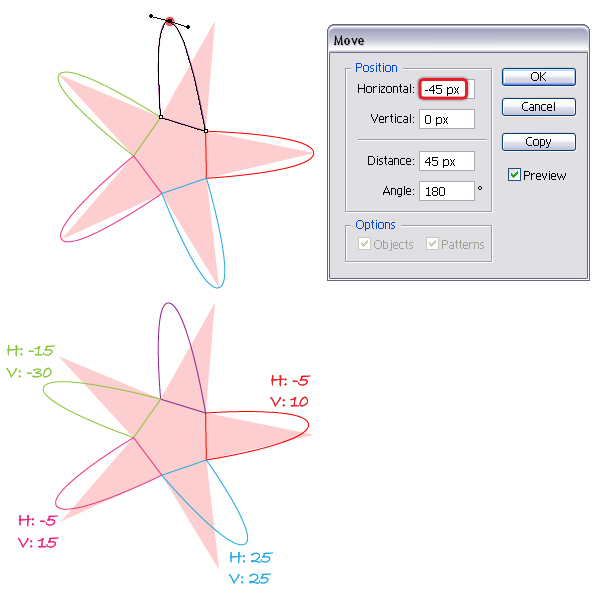 Move
Position
Horizontal: -45 px
Vertical: 0 px
Distance: 45 px
Angle: 180 °
Options
Objects Patterns
OK
Cancel
Copy
Preview
H: -15
V: -30
H: -5
V: 10
H: -5
V: 15
H: 25
V: 25